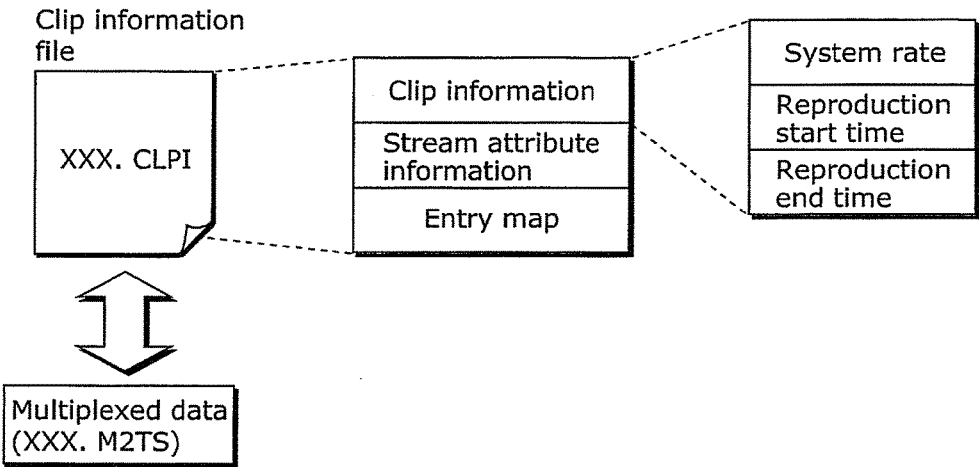 Clip information
file
XXX. CLPI
Clip information
Stream attribute
information
Entry map
System rate
Reproduction
start time
Reproduction
end time
Multiplexed data
(XXX. M2TS)